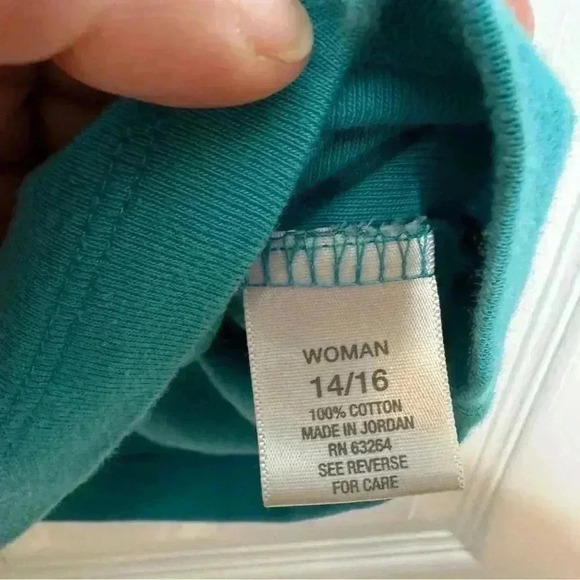 WOMAN
14/16
100% COTTON
MADE IN JORDAN
RN 63264
SEE REVERSE
FOR CARE